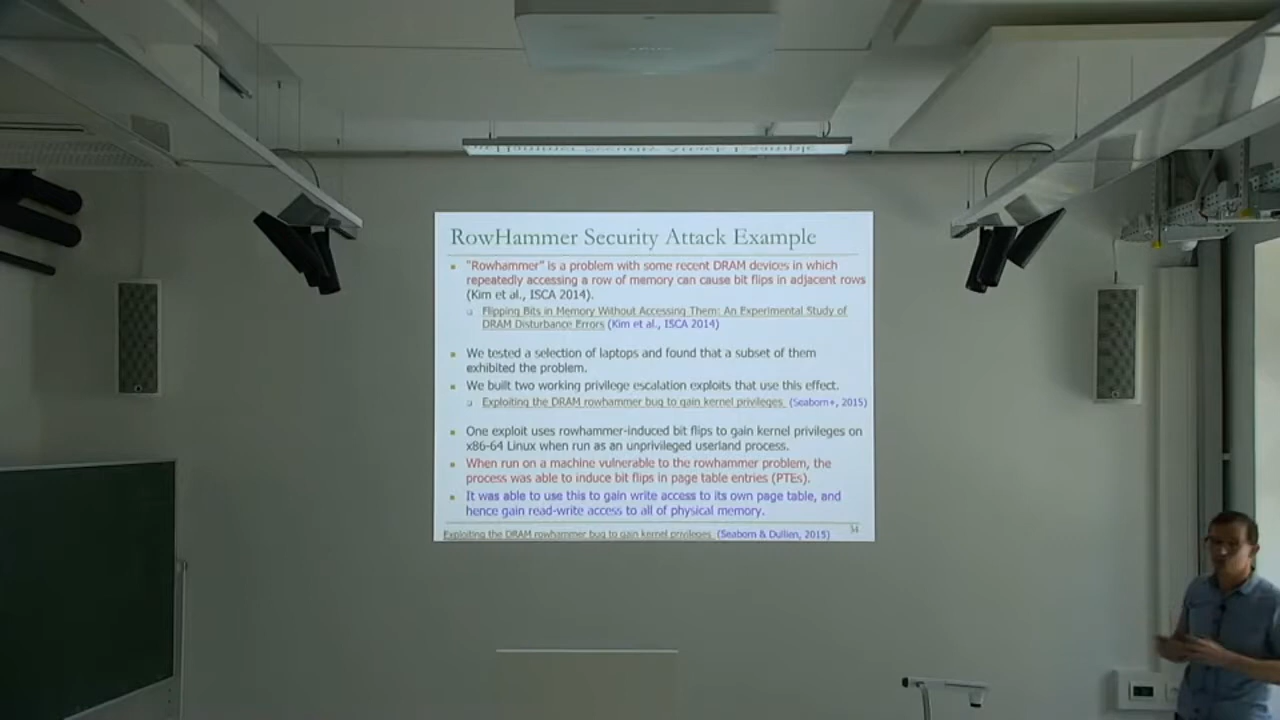 RowHammer Security Attack Example
"Rowhammer" is a problem with some recent DRAM devices in which
repeatedly accessing a row of memory can cause bit flips in adjacent rows
(Kim et al., ISCA 2014).
Flipping Bits in Memory Without Accessing Them: An Experimental Study of
DRAM Disturbance Errors (Kim et al., ISCA 2014)
We tested a selection of laptops and found that a subset of them
exhibited the problem.
We built two working privilege escalation exploits that use this effect.
Exploiting the DRAM rowhammer bug to gain kernel privileges (Seaborn+, 2015)
One exploit uses rowhammer-induced bit flips to gain kernel privileges on
x86-64 Linux when run as an unprivileged userland process.
When run on a machine vulnerable to the rowhammer problem, the
process was able to induce bit flips in page table entries (PTEs).
It was able to use this to gain write access to its own page table, and
hence gain read-write access to all of physical memory.
Exploiting the DRAM rowhammer bug to gain kernel privileges (Seaborn & Dullien, 2015)